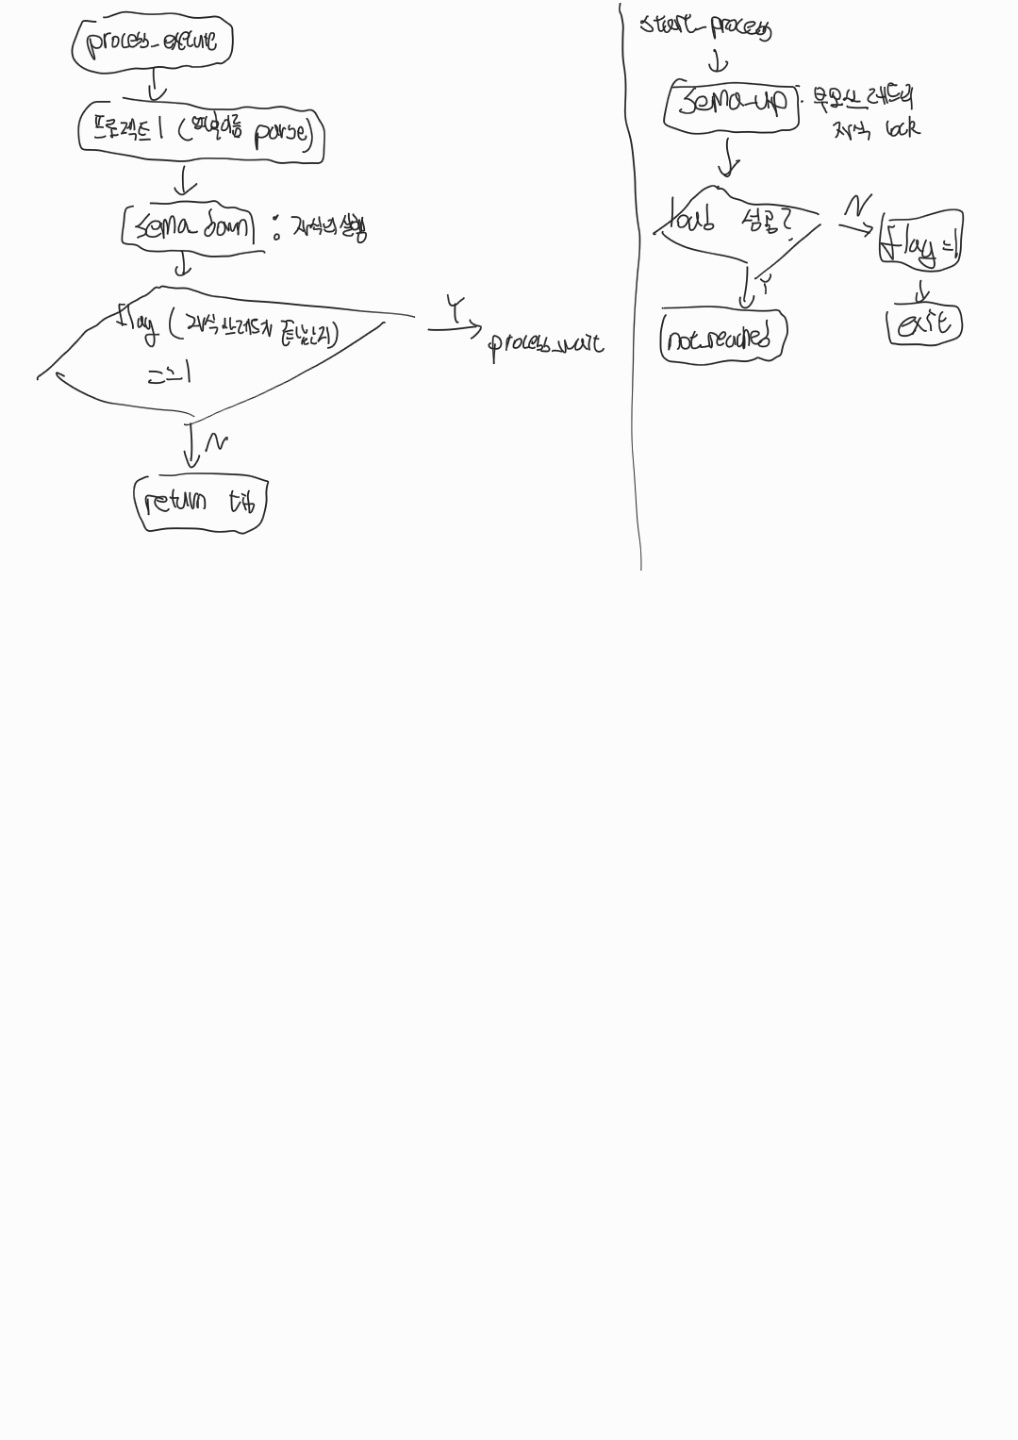 process_execute
프로젝트 1 (파일이름 parse)
sema_down : 자식의 실행
flag (자식 스레드가 끝났는지)
==1
Y
process_wait
N
return tid
start_process
sema_up : 부모 스레드의
자식 lock
load 성공?
N
flag=1
Y
exit
not_reached